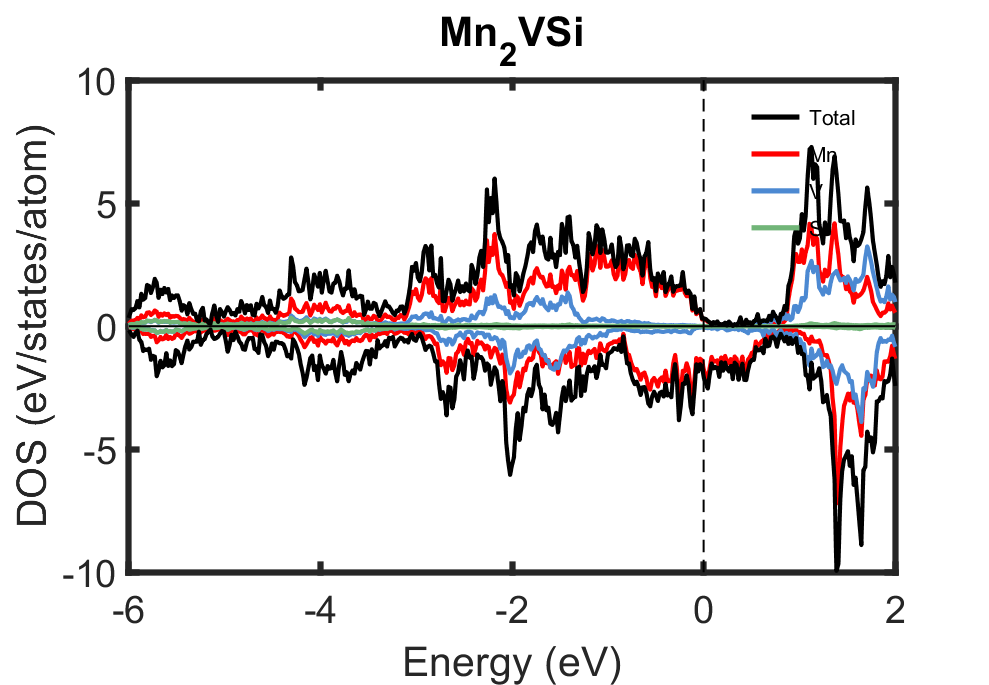 Mn2VSi
10
5
0
-5
-10
DOS (eV/states/atom)
Total
Mn
V
-6
-4
-2
0
2
Energy (eV)